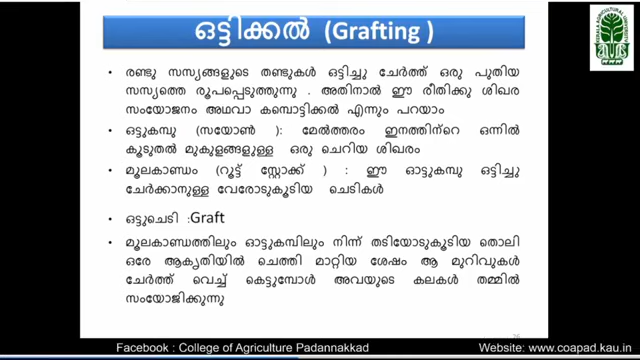 ഒട്ടിക്കൽ (Grafting )
• രണ്ടു സസ്യങ്ങളുടെ തണ്ടുകൾ ഒട്ടിച്ചു ചേർത്ത് ഒരു പുതിയ
സസ്യത്തെ രൂപപ്പെടുത്തുന്നു . അതിനാൽ ഈ രീതിക്കു ശിഖര
സംയോജനം അഥവാ കമ്പൊട്ടിക്കൽ എന്നും പറയാം
• ഒട്ടുകമ്പു (സയോൺ ): മേൽത്തരം ഇനത്തിന്റെ ഒന്നിൽ
കൂടുതൽ മുകുളങ്ങളുള്ള ഒരു ചെറിയ ശിഖരം
• മൂലകാണ്ഡം (റൂട്ട് സ്റ്റോക്ക് ) : ഈ ഓട്ടുകമ്പു ഒട്ടിച്ചു
ചേർക്കാനുള്ള വേരോടുകൂടിയ ചെടികൾ
• ഒട്ടുചെടി :Graft
• മൂലകാണ്ഡത്തിലും ഓട്ടുകമ്പിലും നിന്ന് തടിയോടുകൂടിയ തൊലി
ഒരേ ആകൃതിയിൽ ചെത്തി മാറ്റിയ ശേഷം ആ മുറിവുകൾ
ചേർത്ത് വെച്ച് കെട്ടുമ്പോൾ അവയുടെ കലകൾ തമ്മിൽ
സംയോജിക്കുന്നു
Facebook : College of Agriculture Padannakkad
Website: www.coapad.kau.in